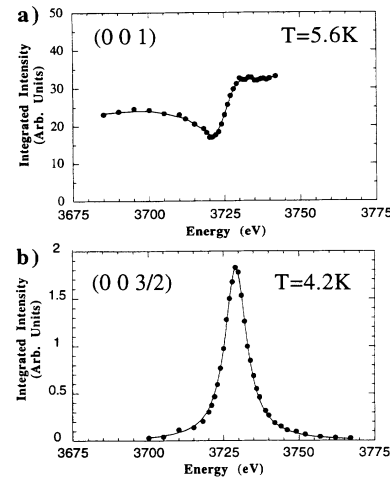 a)
(0 0 1)
T=5.6K
Integrated Intensity
(Arb. Units)
50
40
30
20
10
0
3675
3700
3725
3750
3775
Energy (eV)
b)
(0 0 3/2)
T=4.2K
Integrated Intensity
(Arb. Units)
2
1.5
1
0.5
0
3675
3700
3725
3750
3775
Energy (eV)